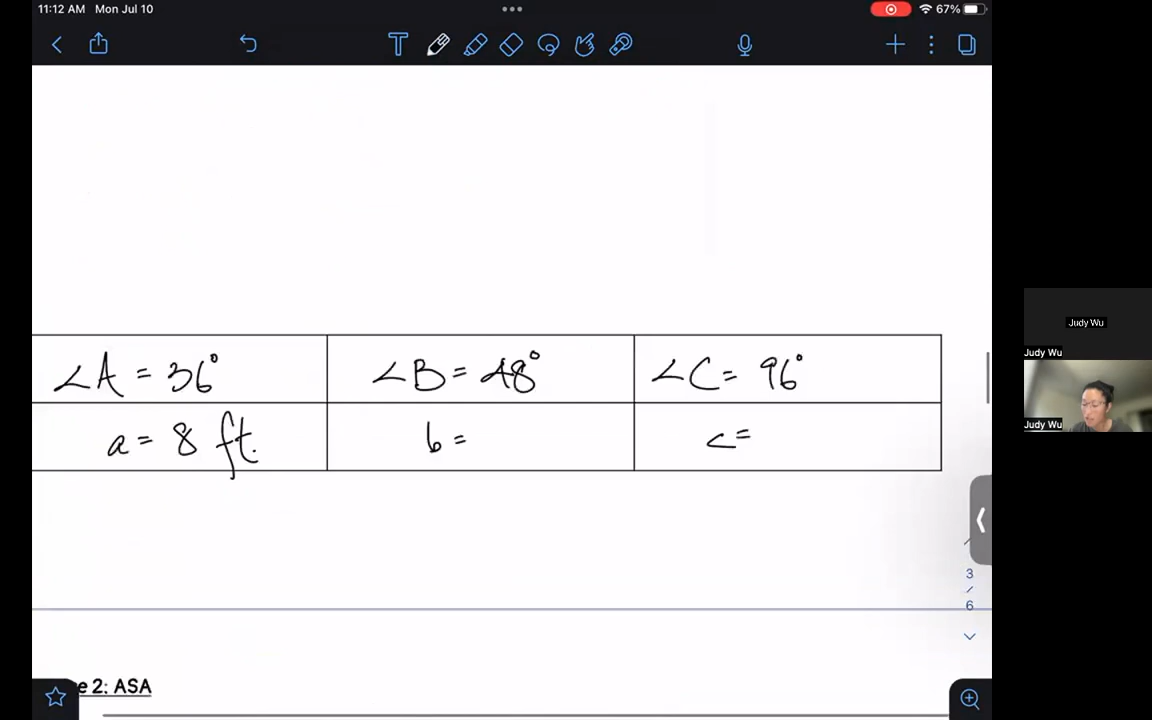 11:12 AM Mon Jul 10
67%
T
∠A = 36° ∠B = 48° ∠C = 96°
a = 8 ft. b = c =
3
6
e 2: ASA
Judy Wu
Judy Wu
Judy Wu